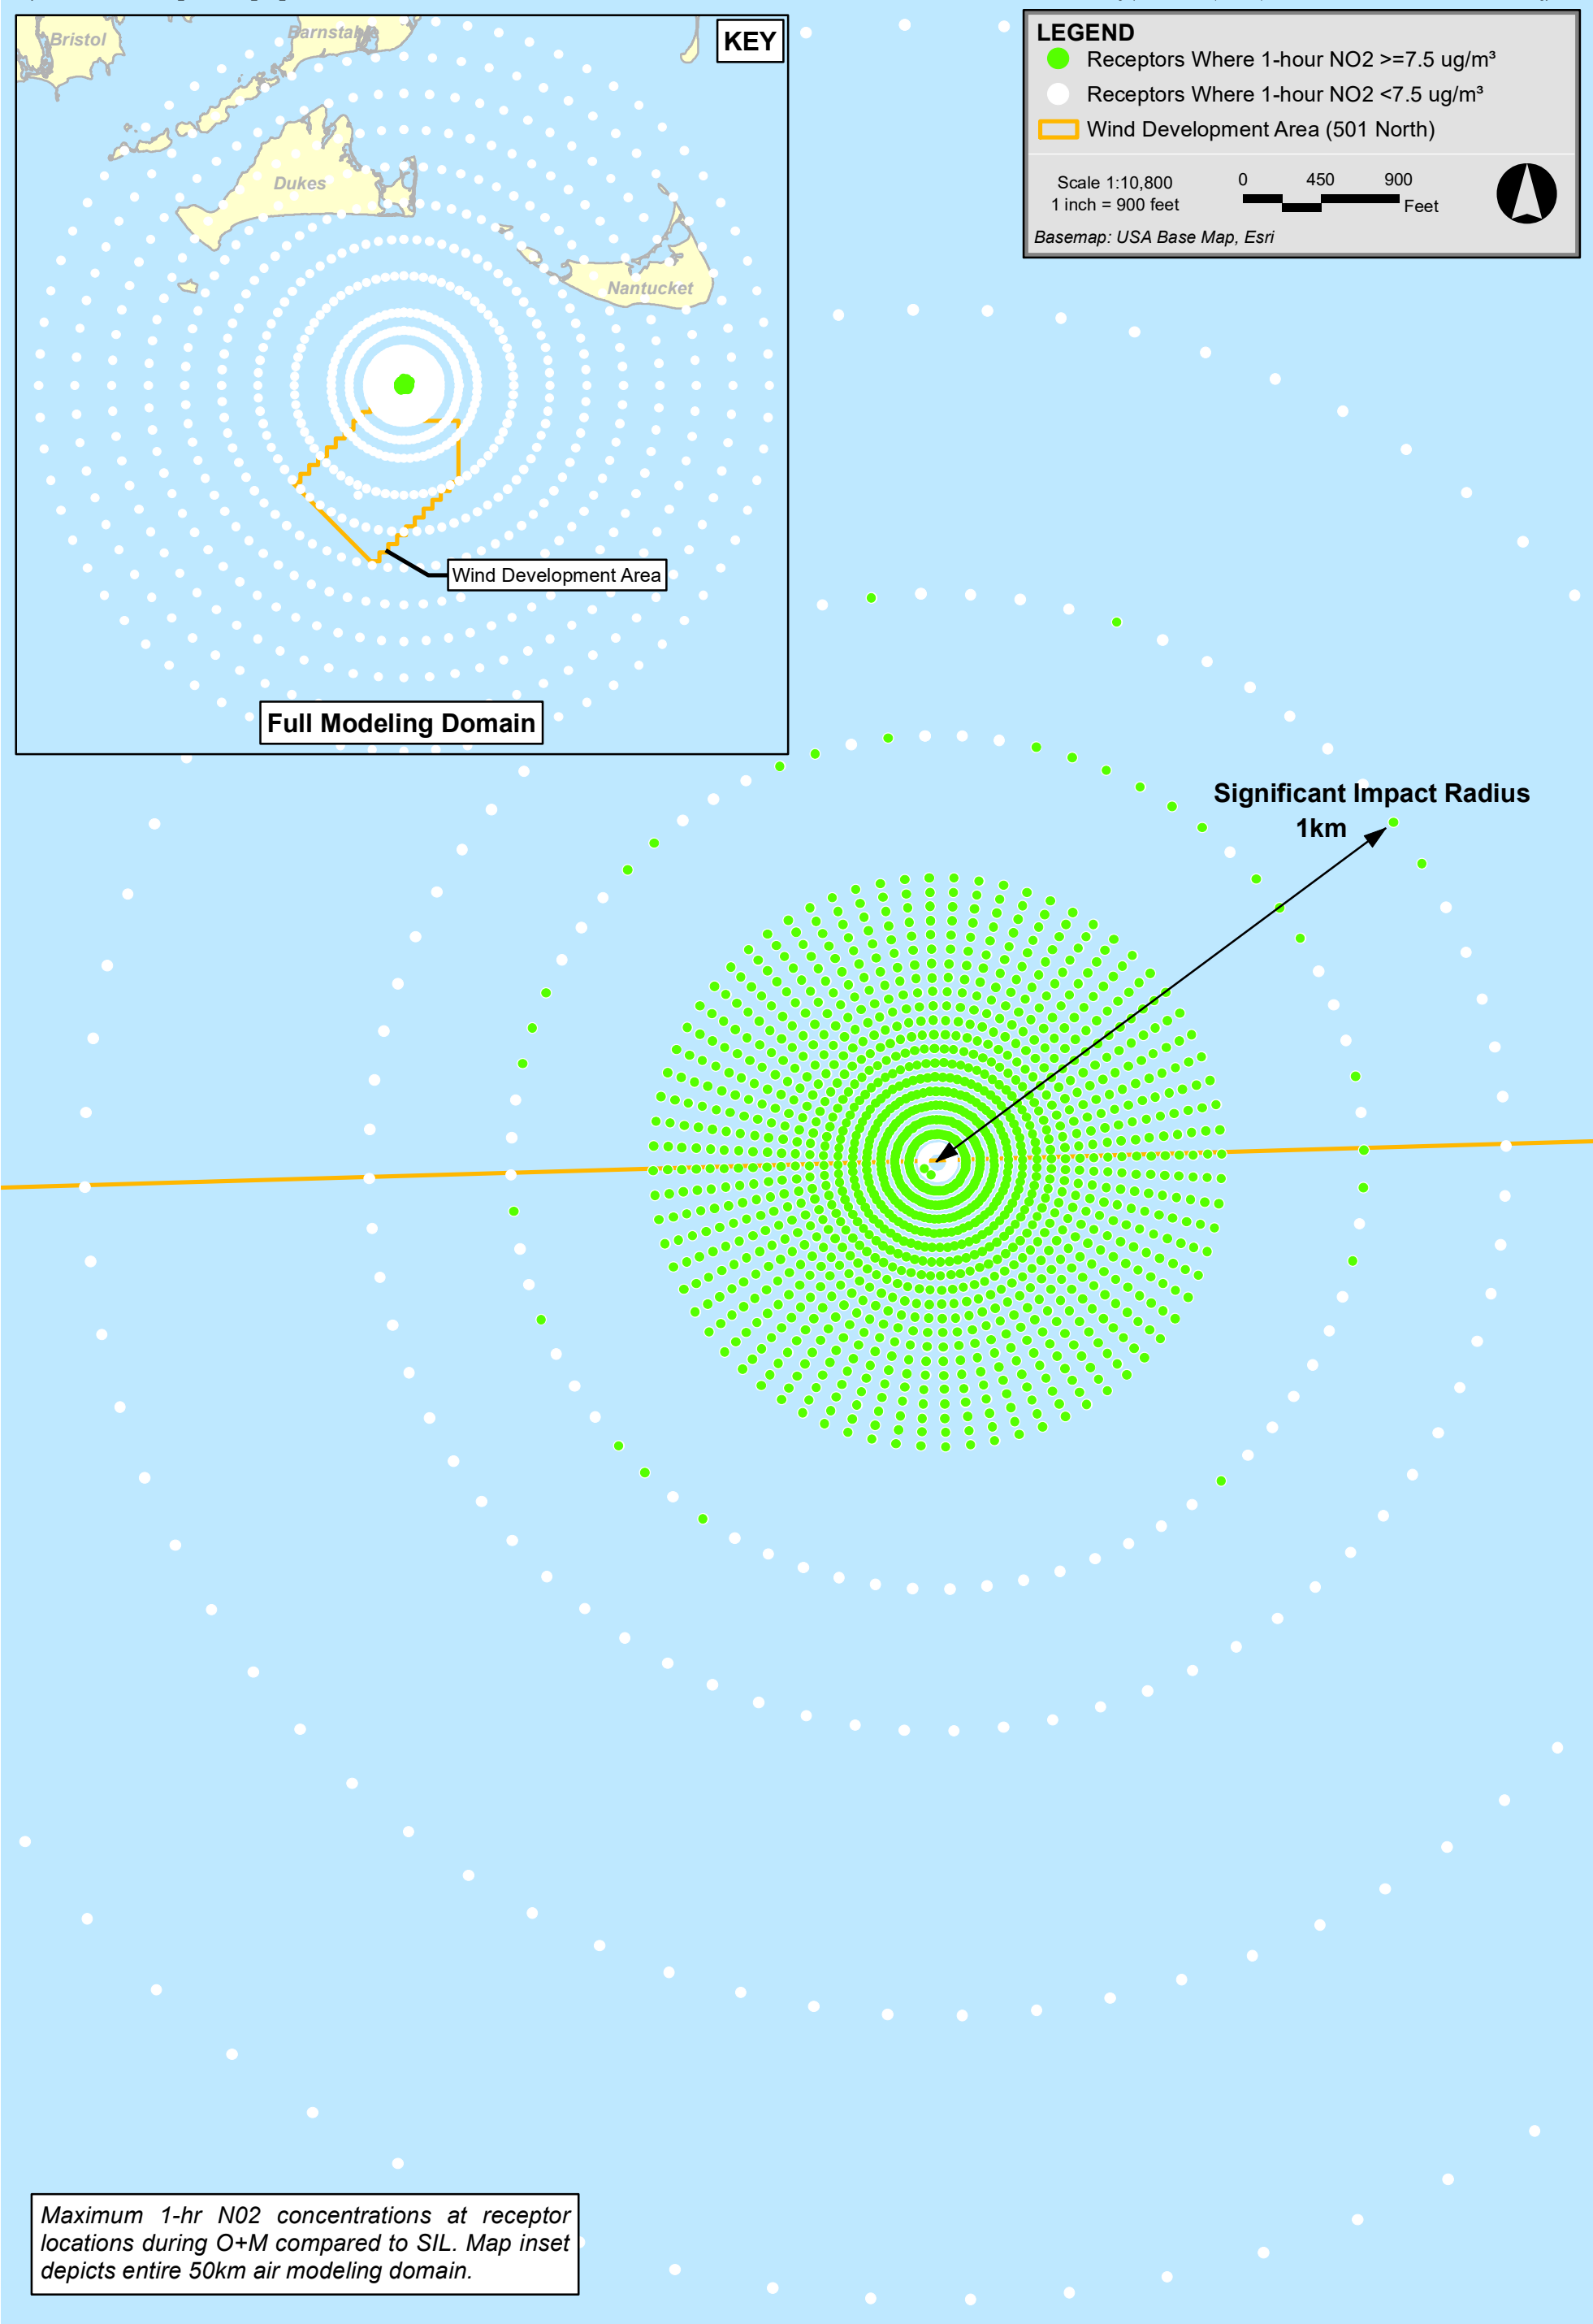 Bristol
Barnstable
KEY
Dukes
Nantucket
Wind Development Area
Full Modeling Domain
LEGEND
Receptors Where 1-hour NO2 >=7.5 ug/m³
Receptors Where 1-hour NO2 <7.5 ug/m³
Wind Development Area (501 North)
Scale 1:10,800
1 inch = 900 feet
0 450 900
Feet
Basemap: USA Base Map, Esri
Significant Impact Radius
1km
Maximum 1-hr N02 concentrations at receptor
locations during O+M compared to SIL. Map inset
depicts entire 50km air modeling domain.